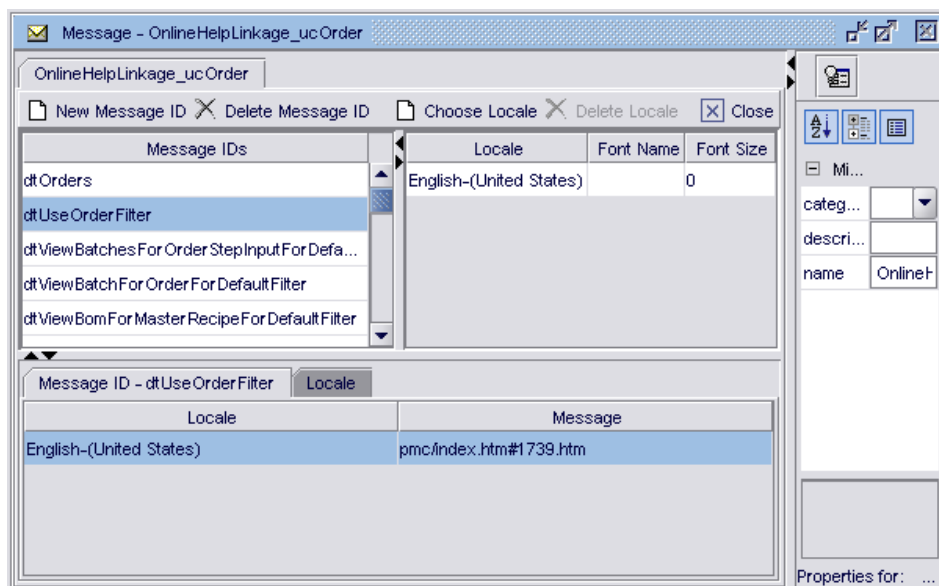 Message - OnlineHelpLinkage_ucOrder
OnlineHelpLinkage_ucOrder
New Message ID Delete Message ID Choose Locale Delete Locale Close
Message IDs
dtOrders
dtUseOrderFilter
dtViewBatchesForOrderStepInputForDefa...
dtViewBatchForOrderForDefaultFilter
dtViewBomForMasterRecipeForDefaultFilter
Locale Font Name Font Size
English-(United States) 0
Message ID - dtUseOrderFilter Locale
Locale Message
English-(United States) pmc/index.htm#1739.htm
A Z
Mi...
categ...
descri...
name OnlineH
Properties for: ...